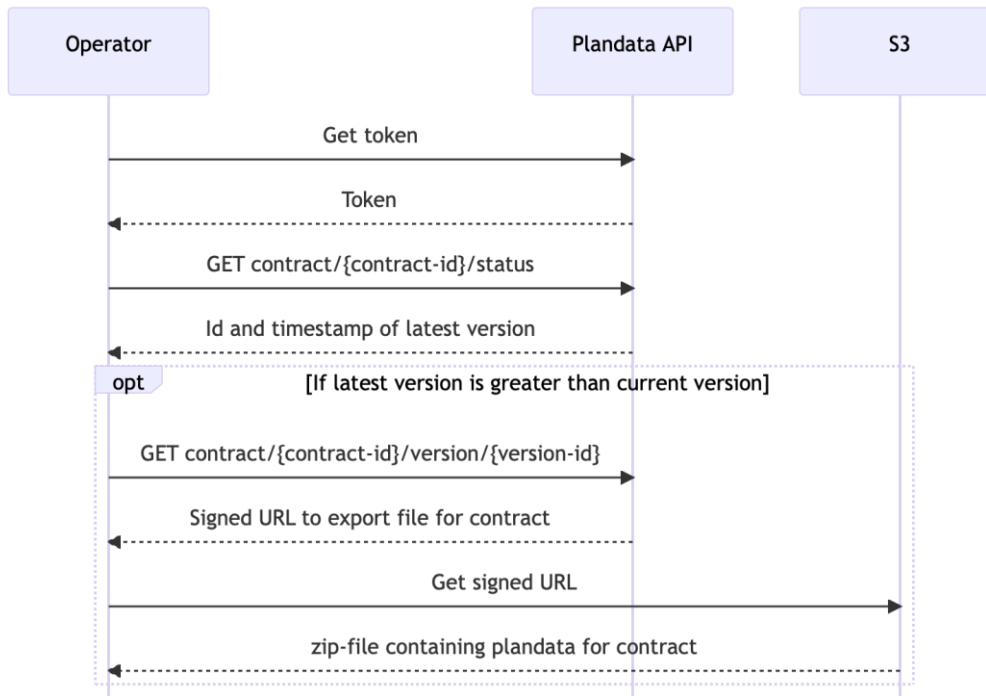 Operator
Plandata API
S3
Get token
Token
GET contract/{contract-id}/status
Id and timestamp of latest version
opt
[If latest version is greater than current version]
GET contract/{contract-id}/version/{version-id}
Signed URL to export file for contract
Get signed URL
zip-file containing plandata for contract